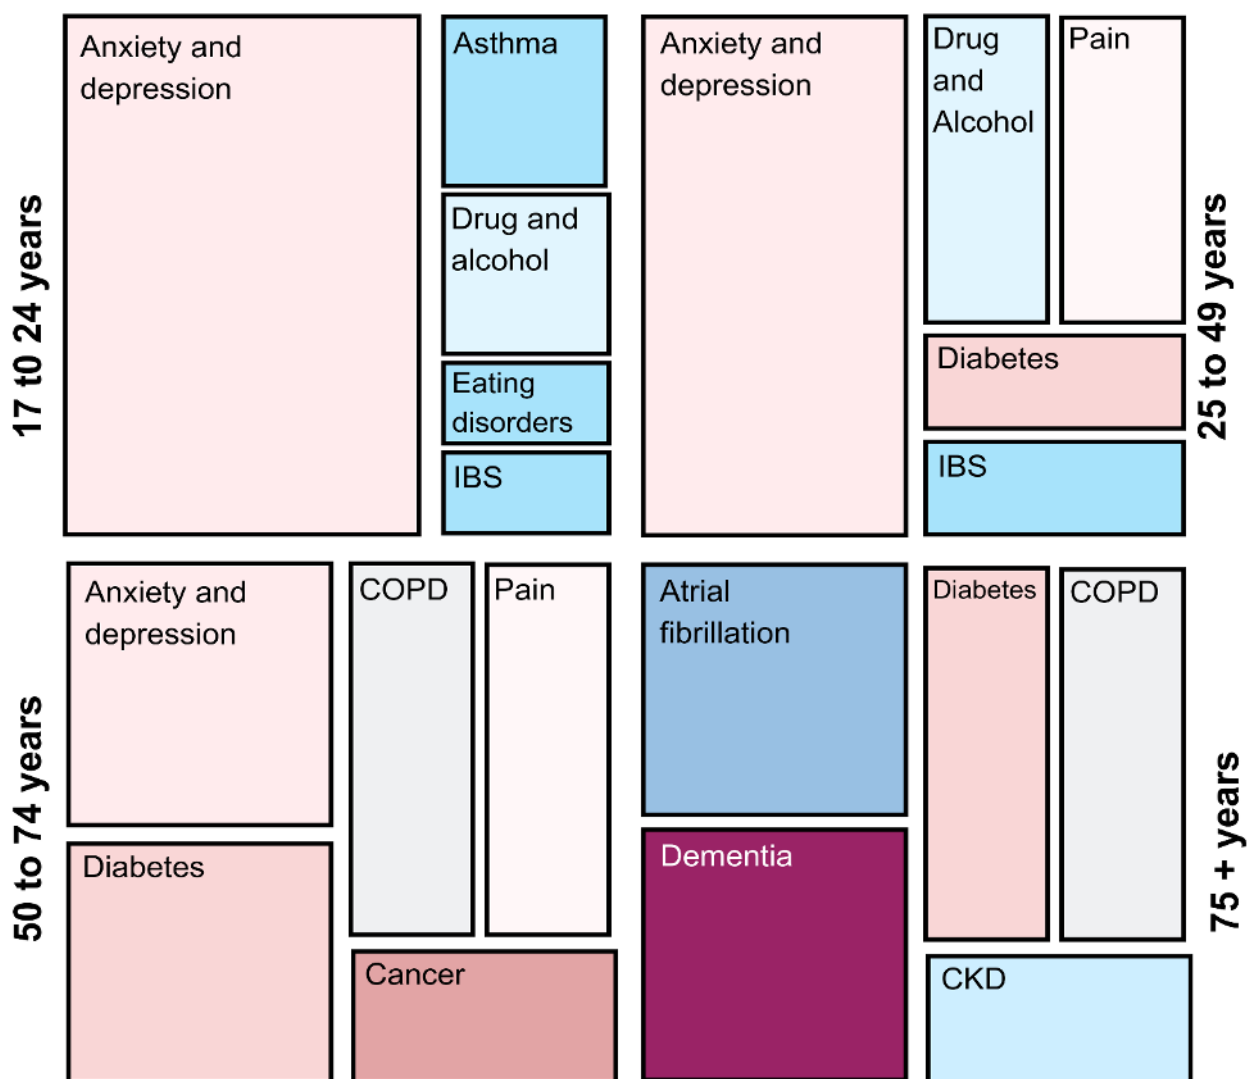 17 t0 24 years
Anxiety and
depression
Asthma
Drug and
alcohol
Eating
disorders
IBS
Anxiety and
depression
Drug
and
Alcohol
Pain
Diabetes
IBS
25 to 49 years
50 to 74 years
Anxiety and
depression
Diabetes
COPD
Pain
Cancer
Atrial
fibrillation
Dementia
Diabetes
COPD
CKD
75 + years